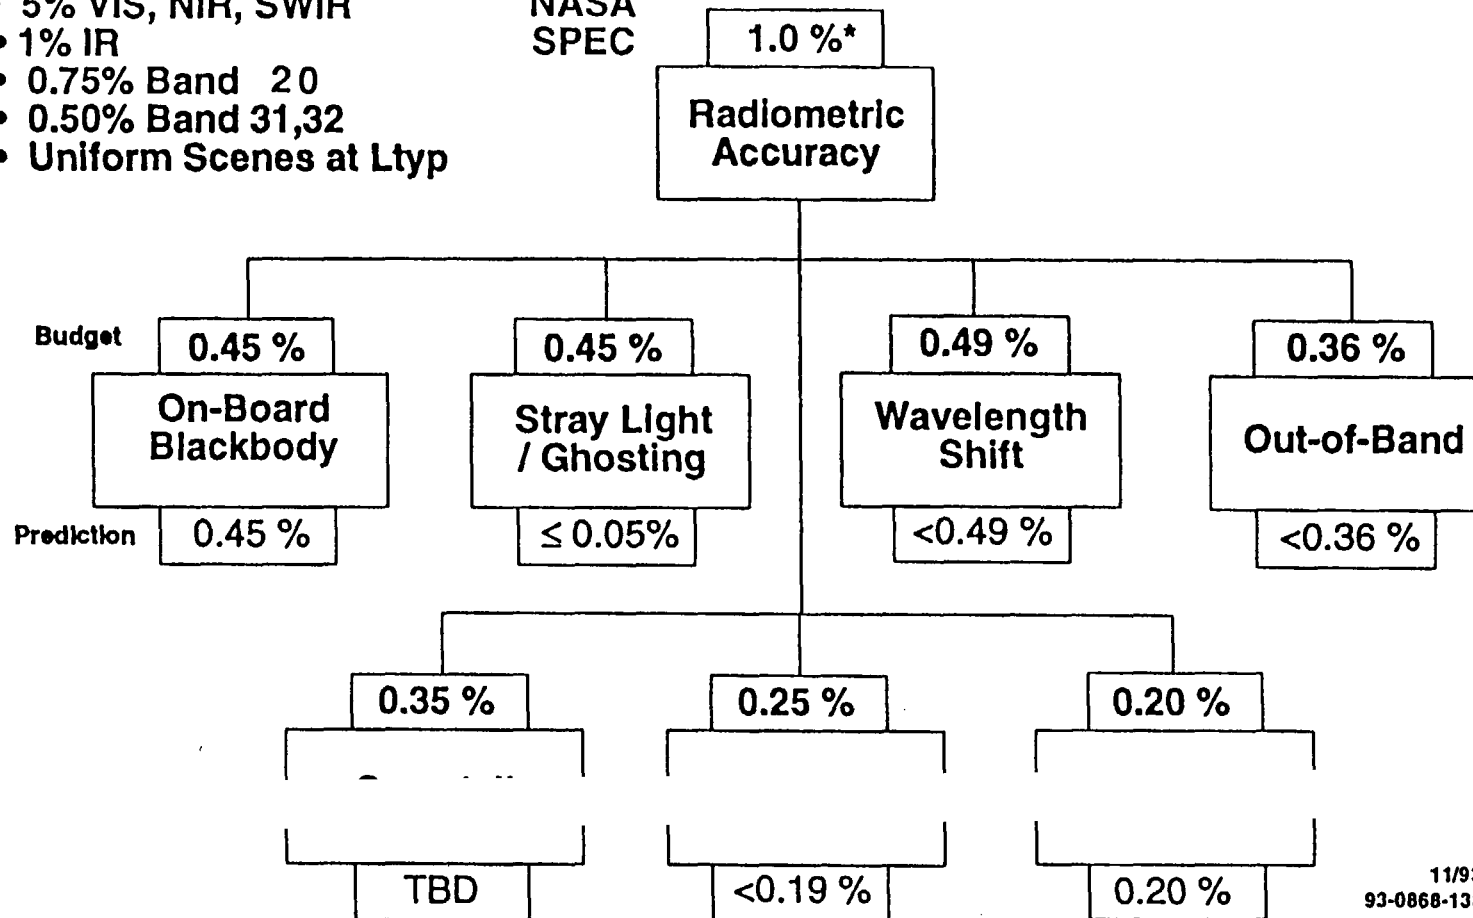 5% VIS, NIR, SWIR
• 1% IR
• 0.75% Band 20
• 0.50% Band 31,32
• Uniform Scenes at Ltyp
NASA
SPEC
1.0 %*
Radiometric
Accuracy
Budget
0.45 %
0.45 %
0.49 %
0.36 %
On-Board
Blackbody
Stray Light
/ Ghosting
Wavelength
Shift
Out-of-Band
Prediction
0.45 %
≤ 0.05%
<0.49 %
<0.36 %
0.35 %
0.25 %
0.20 %
TBD
<0.19 %
0.20 %
11/93
93-0868-13